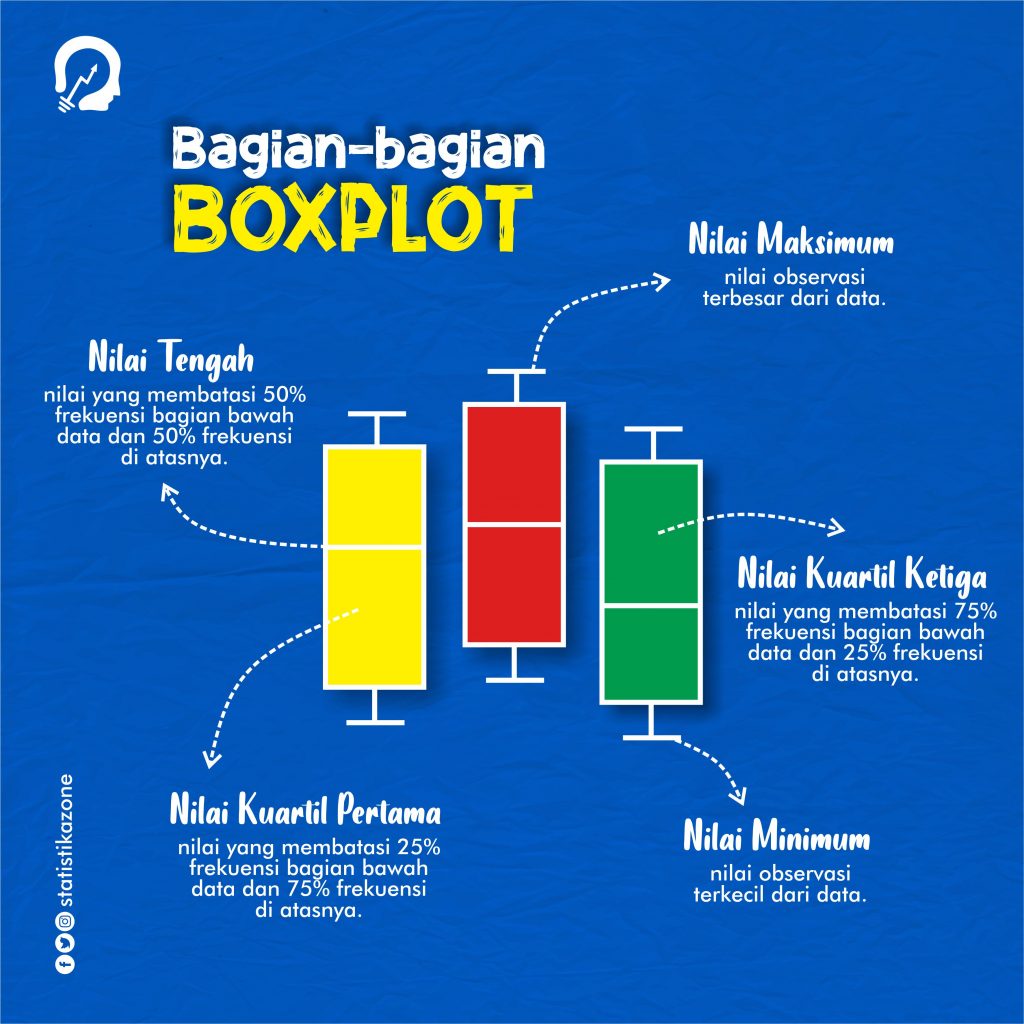 Bagian-bagian
BOXPLOT
Nilai Maksimum
nilai observasi
terbesar dari data.
Nilai Tengah
nilai yang membatasi 50%
frekuensi bagian bawah
data dan 50% frekuensi
di atasnya.
Nilai Kuartil Ketiga
nilai yang membatasi 75%
frekuensi bagian bawah
data dan 25% frekuensi
di atasnya.
Nilai Kuartil Pertama
nilai yang membatasi 25%
frekuensi bagian bawah
data dan 75% frekuensi
di atasnya.
Nilai Minimum
nilai observasi
terkecil dari data.
statistikazone